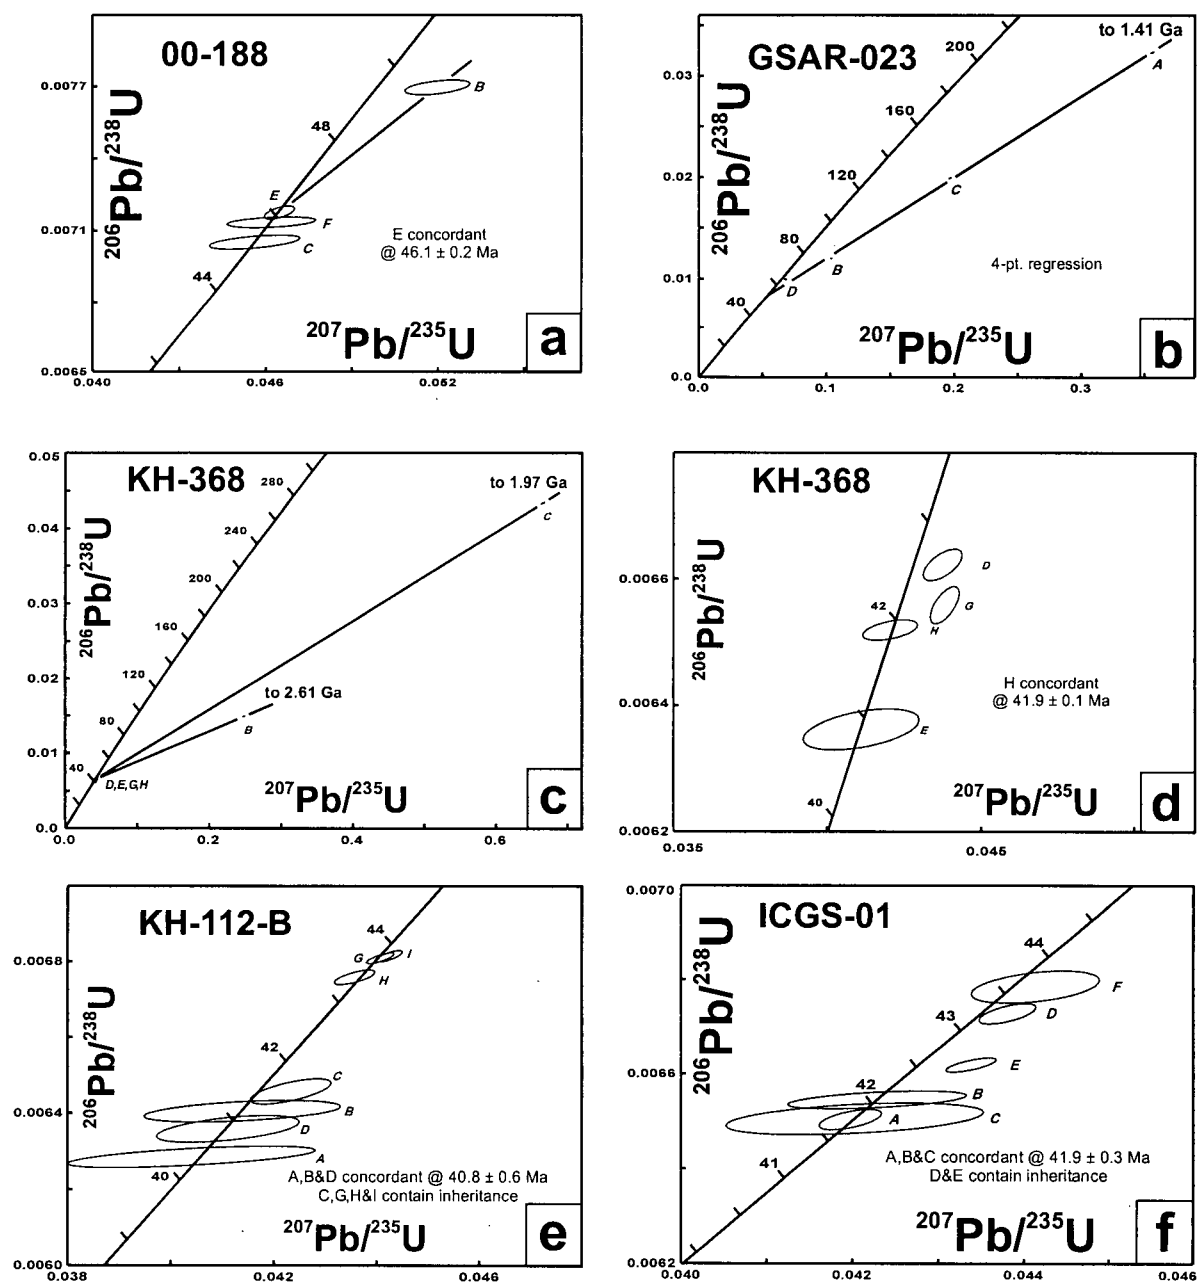 00-188
0.0077
206Pb/238U
B
48
E
F
0.0071
C
E concordant
@ 46.1 ± 0.2 Ma
44
207Pb/235U
a
0.0065
0.040
0.046
0.052
GSAR-023
to 1.41 Ga
200
A
0.03
206Pb/238U
160
120
0.02
C
80
B
4-pt. regression
0.01
D
40
207Pb/235U
b
0.0
0.0
0.1
0.2
0.3
0.05
KH-368
280
to 1.97 Ga
C
0.04
240
206Pb/238U
200
0.03
160
0.02
120
to 2.61 Ga
80
B
0.01
40
D,E,G,H
207Pb/235U
c
0.0
0.0
0.2
0.4
0.6
KH-368
206Pb/238U
0.0066
D
G
42
H
H concordant
@ 41.9 ± 0.1 Ma
0.0064
E
40
207Pb/235U
d
0.0062
0.035
0.045
KH-112-B
44
G
I
H
0.0068
206Pb/238U
42
C
B
0.0064
D
A
40
A,B&D concordant @ 40.8 ± 0.6 Ma
C,G,H&I contain inheritance
207Pb/235U
e
0.0060
0.038
0.042
0.046
0.0070
ICGS-01
44
F
206Pb/238U
43
D
0.0066
E
42
B
A
C
41
A,B&C concordant @ 41.9 ± 0.3 Ma
D&E contain inheritance
207Pb/235U
f
0.0062
0.040
0.042
0.044
0.046